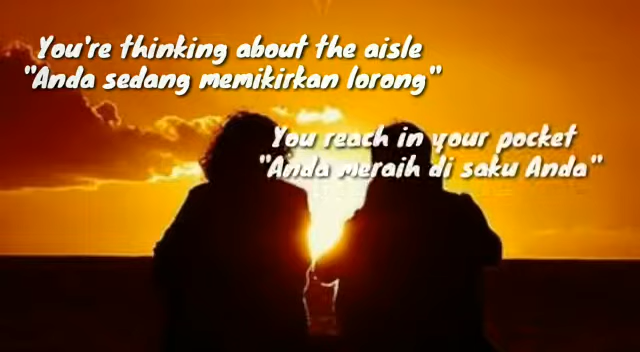 You're thinking about the aisle
"Anda sedang memikirkan lorong"
You reach in your pocket
"Anda meraih di saku Anda"